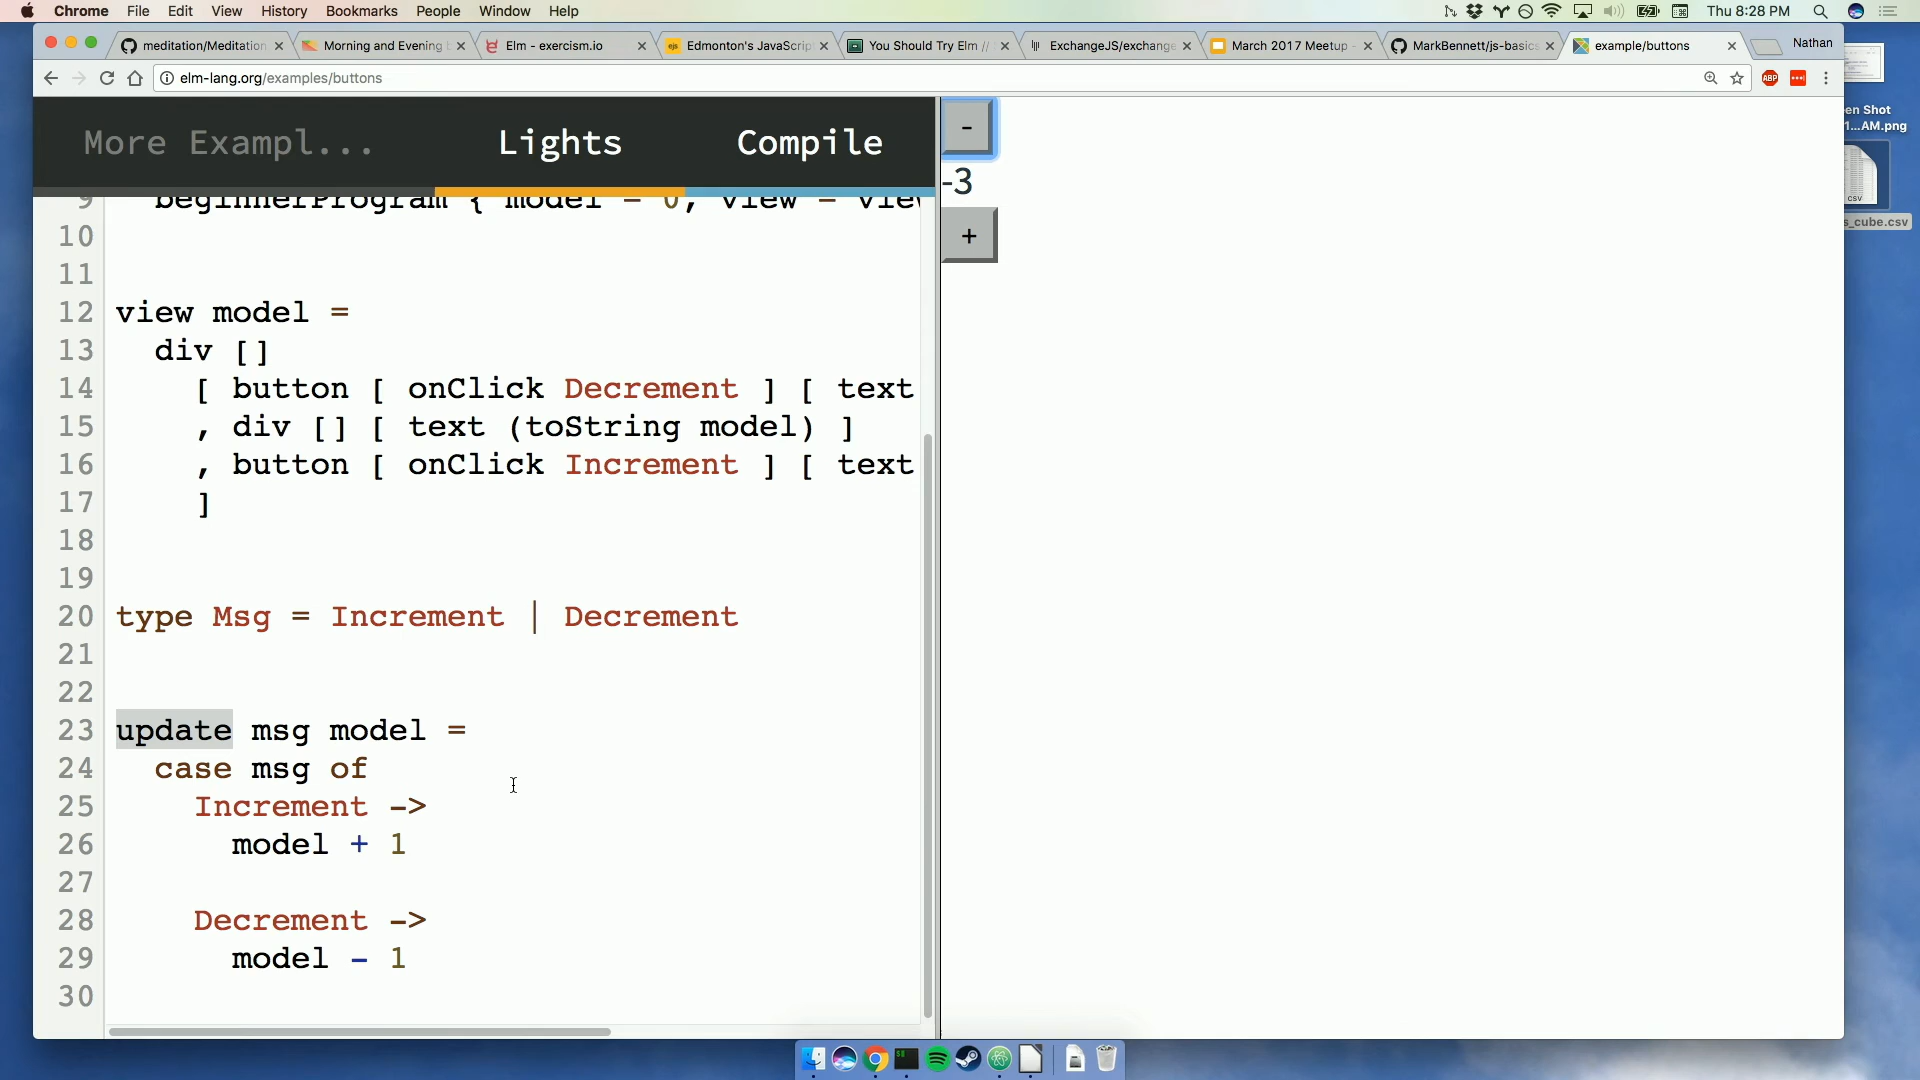 Chrome File Edit View History Bookmarks People Window Help Thu 8:28 PM
meditation/Meditation Morning and Evening Elm - exercism.io Edmonton's JavaScrip You Should Try Elm // ExchangeJS/exchange March 2017 Meetup - MarkBennett/js-basics example/buttons Nathan
elm-lang.org/examples/buttons ABP
More Exampl... Lights Compile
9 beginnerProgram { model = 0, view = view
10
11
12 view model =
13 div []
14 [ button [ onClick Decrement ] [ text
15 , div [] [ text (toString model) ]
16 , button [ onClick Increment ] [ text
17 ]
18
19
20 type Msg = Increment | Decrement
21
22
23 update msg model =
24 case msg of
25 Increment ->
26 model + 1
27
28 Decrement ->
29 model - 1
30
-
-3
+
en Shot
1...AM.png
csv
s_cube.csv